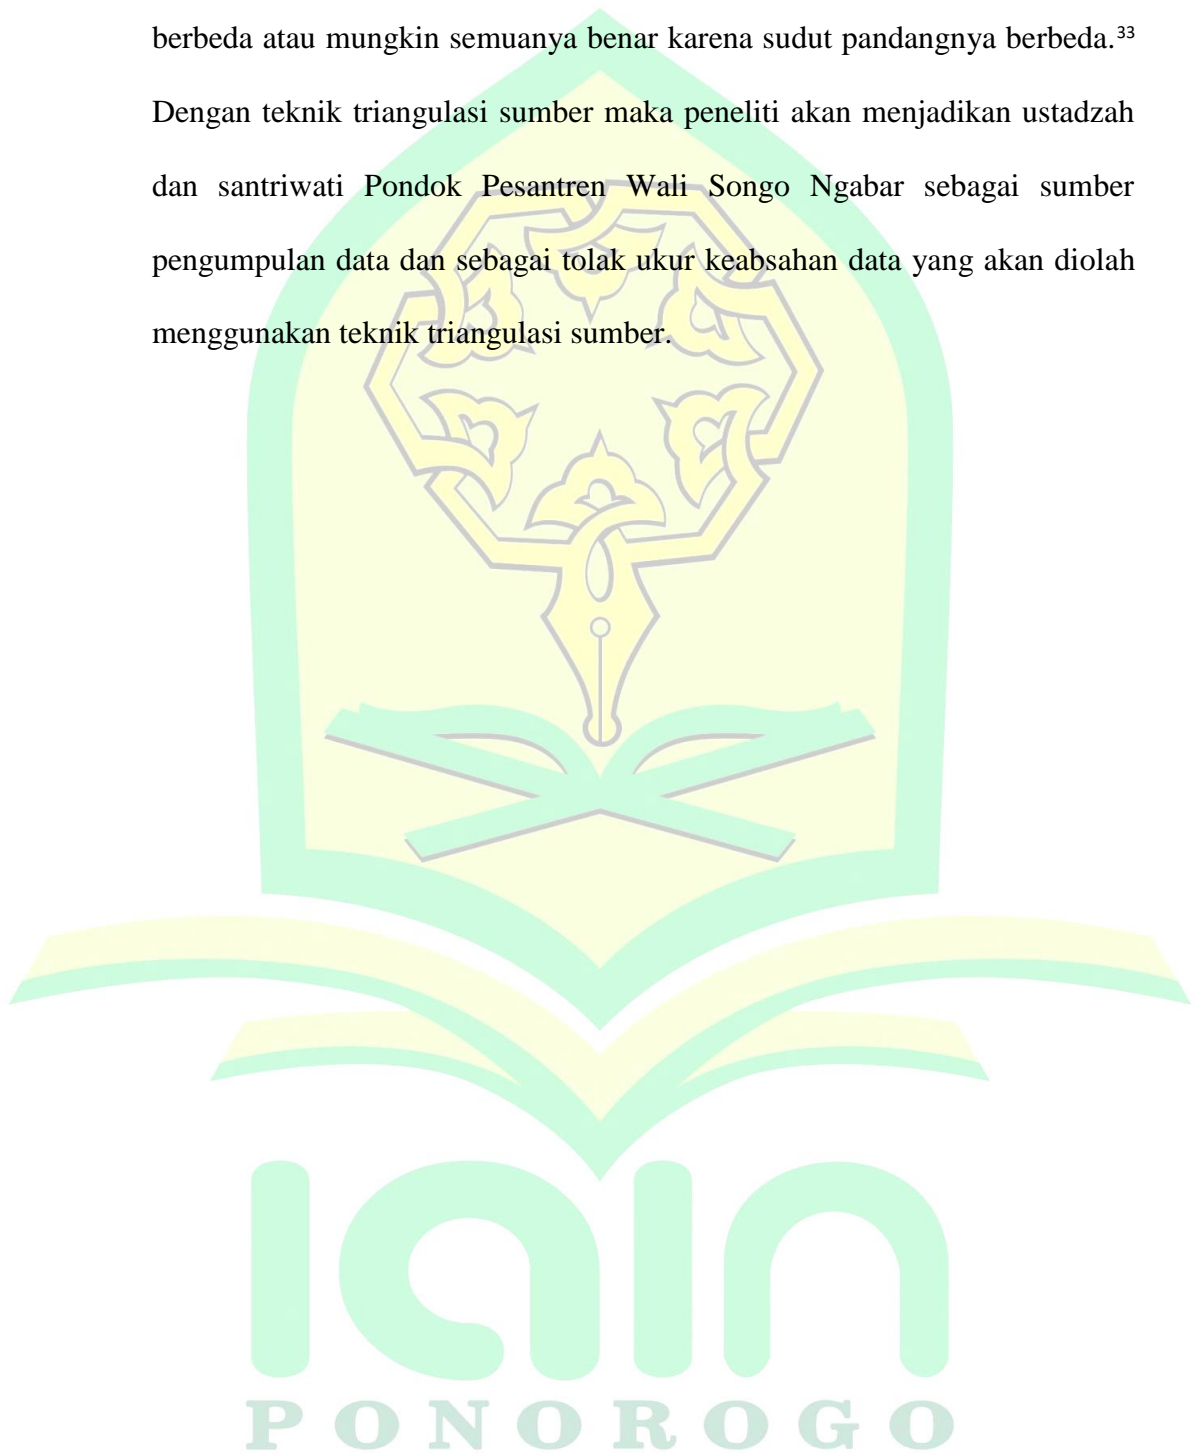 berbeda atau mungkin semuanya benar karena sudut pandangnya berbeda.³³
Dengan teknik triangulasi sumber maka peneliti akan menjadikan ustadzah
dan santriwati Pondok Pesantren Wali Songo Ngabar sebagai sumber
pengumpulan data dan sebagai tolak ukur keabsahan data yang akan diolah
menggunakan teknik triangulasi sumber.
iain
PONOROGO